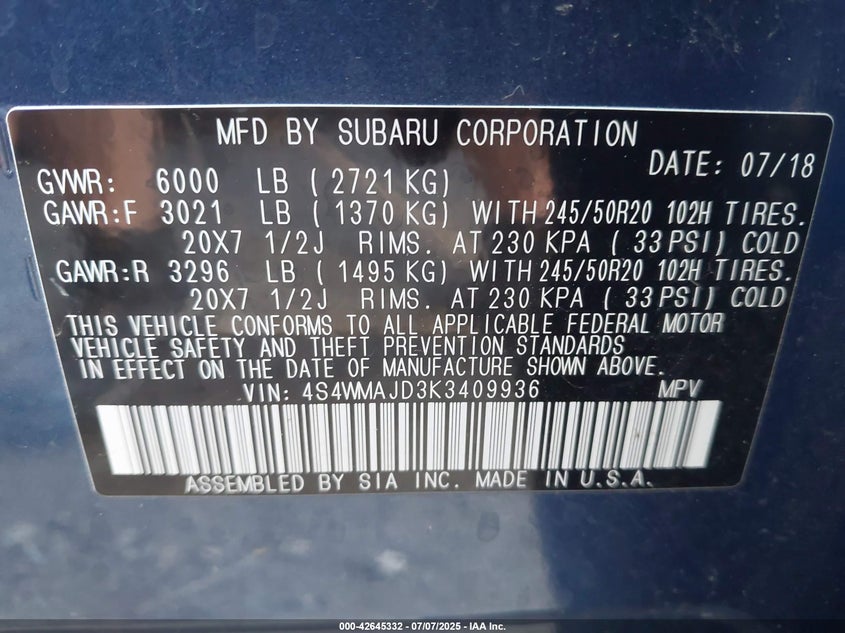 MFD BY SUBARU CORPORATION
DATE: 07/18
GVWR: 6000 LB ( 2721 KG)
GAWR:F 3021 LB ( 1370 KG) WITH 245/50R20 102H TIRES.
20X7 1/2J RIMS. AT 230 KPA ( 33 PSI) COLD
GAWR:R 3296 LB ( 1495 KG) WITH 245/50R20 102H TIRES.
20X7 1/2J RIMS. AT 230 KPA ( 33 PSI) COLD
THIS VEHICLE CONFORMS TO ALL APPLICABLE FEDERAL MOTOR
VEHICLE SAFETY AND THEFT PREVENTION STANDARDS
IN EFFECT ON THE DATE OF MANUFACTURE SHOWN ABOVE.
VIN: 4S4WMAJD3K3409936 MPV
ASSEMBLED BY SIA INC. MADE IN U.S.A.
000-42645332 - 07/07/2025 - IAA Inc.